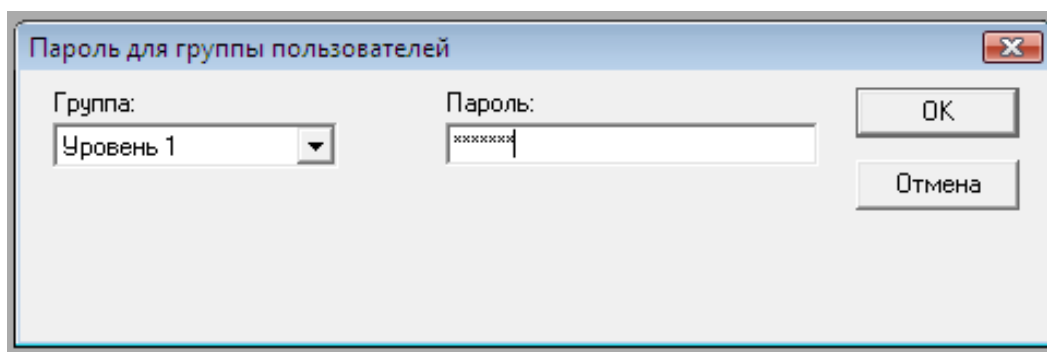 Пароль для группы пользователей
Группа:
Пароль:
Уровень 1
*******
OK
Отмена